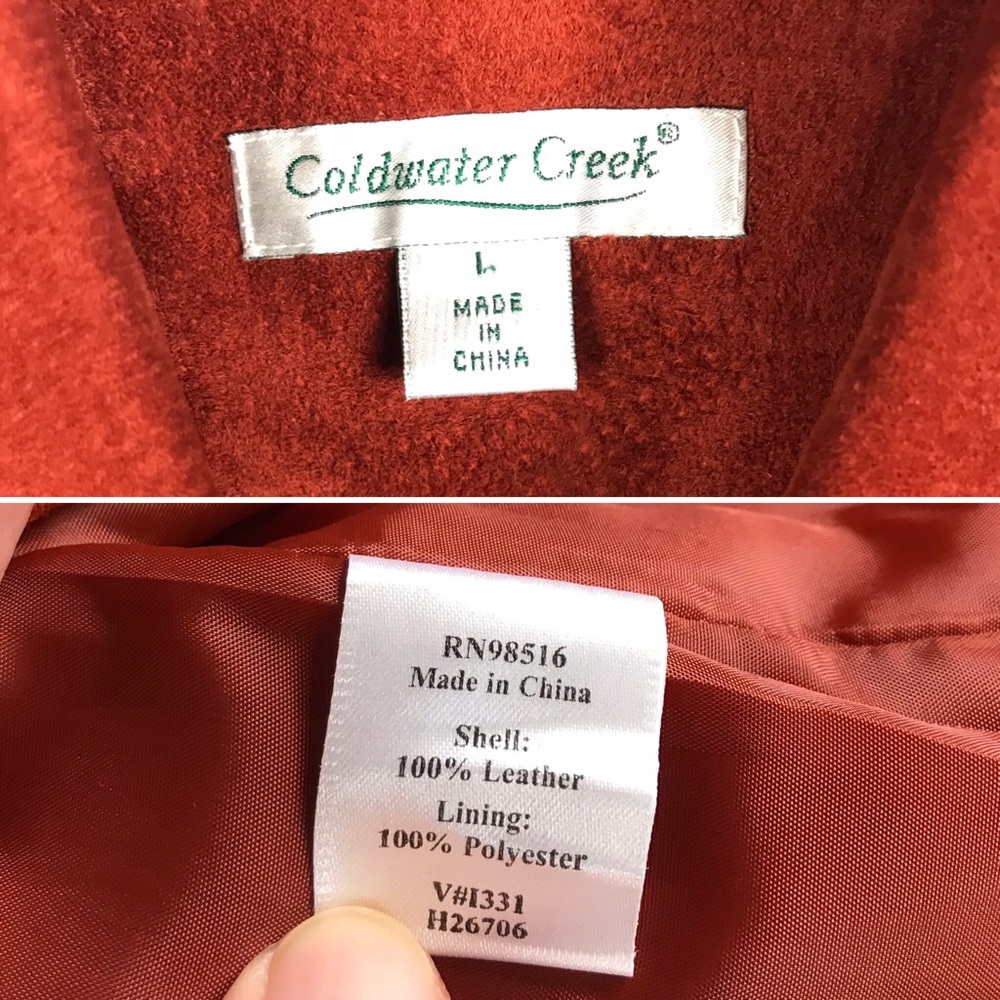 Coldwater Creek®
L
MADE
IN
CHINA
RN98516
Made in China
Shell:
100% Leather
Lining:
100% Polyester
V#I331
H26706